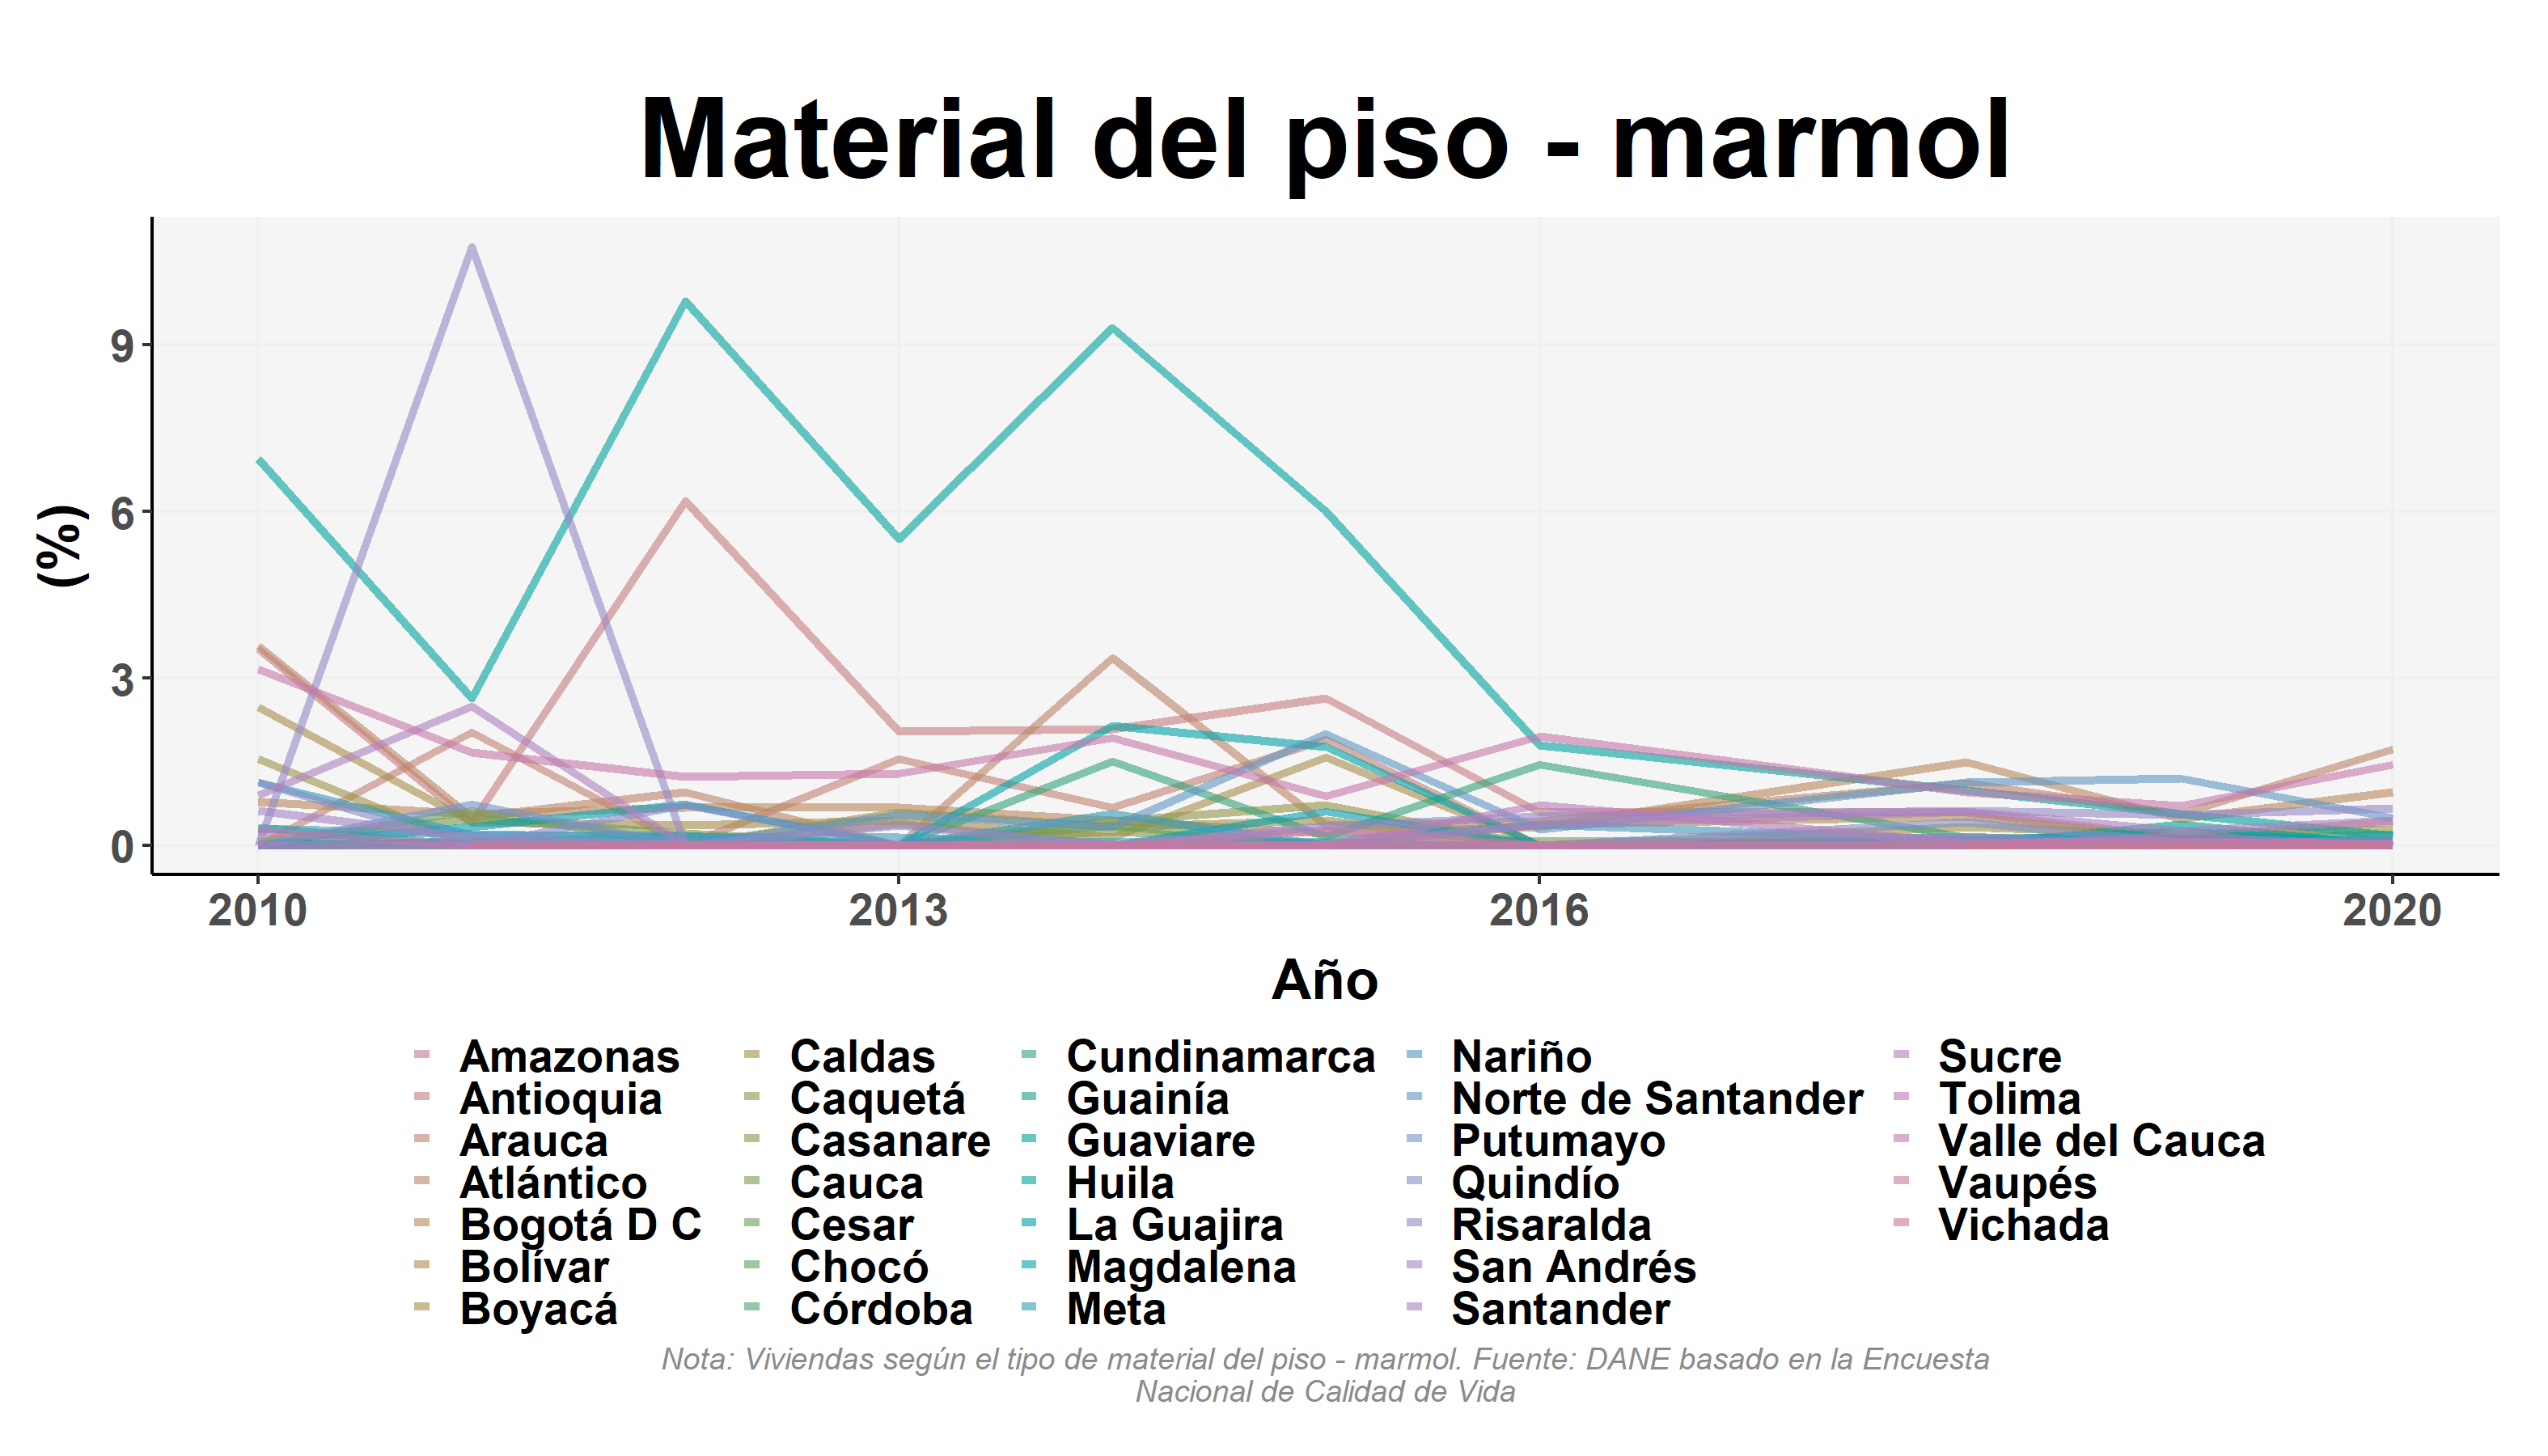 Material del piso - marmol
(%)
9
6
3
0
2010 2013 2016 2020
Año
Amazonas Caldas Cundinamarca Nariño Sucre
Antioquia Caquetá Guainía Norte de Santander Tolima
Arauca Casanare Guaviare Putumayo Valle del Cauca
Atlántico Cauca Huila Quindío Vaupés
Bogotá D C Cesar La Guajira Risaralda Vichada
Bolívar Chocó Magdalena San Andrés
Boyacá Córdoba Meta Santander
Nota: Viviendas según el tipo de material del piso - marmol. Fuente: DANE basado en la Encuesta
Nacional de Calidad de Vida